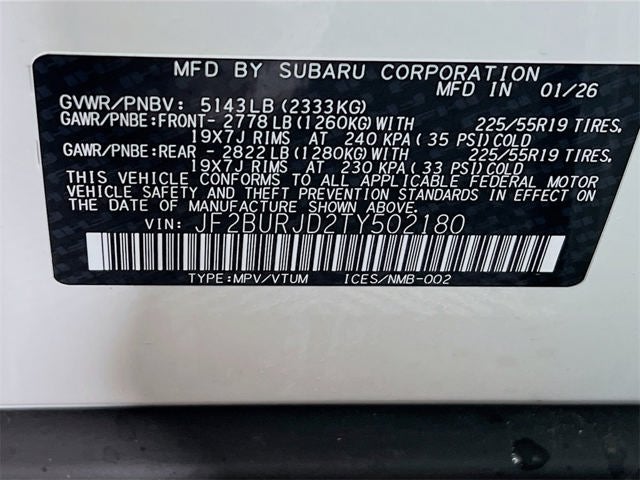 MFD BY SUBARU CORPORATION
GVWR/PNBV: 5143LB(2333KG) MFD IN 01/26
GAWR/PNBE:FRONT- 2778LB(1260KG)WITH 225/55R19 TIRES,
19X7J RIMS AT 240 KPA(35 PSI)COLD
GAWR/PNBE:REAR - 2822LB(1280KG)WITH 225/55R19 TIRES,
19X7J RIMS AT 230 KPA(33 PSI)COLD
THIS VEHICLE CONFORMS TO ALL APPLICABLE FEDERAL MOTOR
VEHICLE SAFETY AND THEFT PREVENTION STANDARDS IN EFFECT ON
THE DATE OF MANUFACTURE SHOWN ABOVE.
VIN: JF2BURJD2TY502180
TYPE:MPV/VTUM ICES/NMB-002